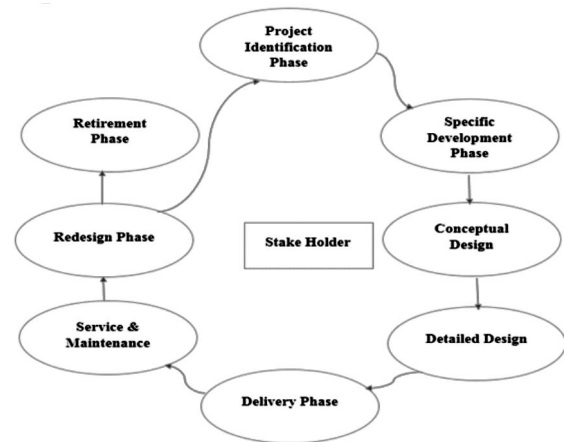 Project
Identification
Phase
Specific
Development
Phase
Conceptual
Design
Detailed Design
Delivery Phase
Service &
Maintenance
Redesign Phase
Retirement
Phase
Stake Holder